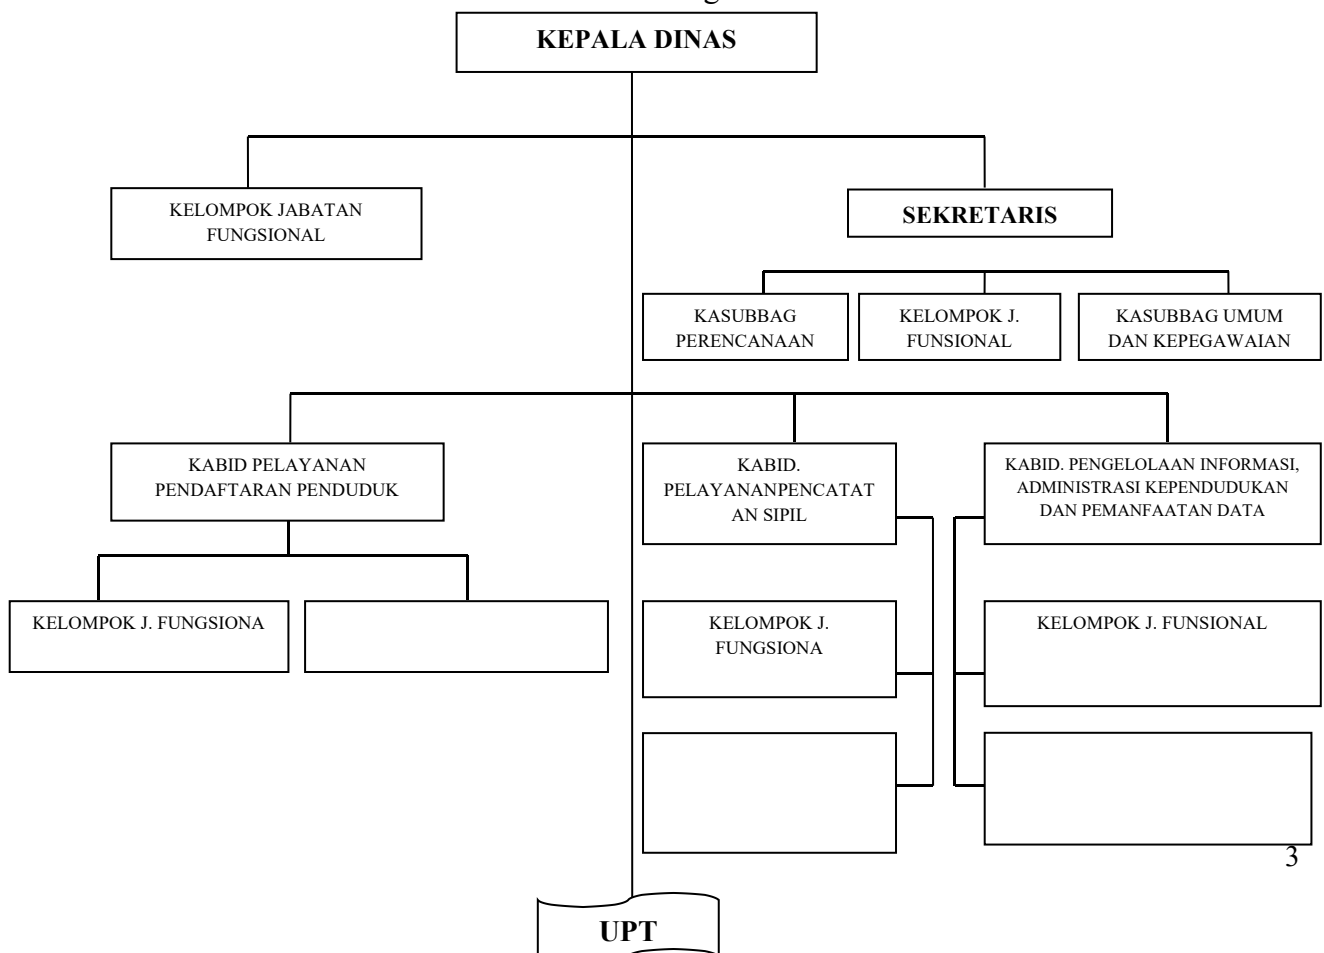 KEPALA DINAS
KELOMPOK JABATAN
FUNGSIONAL
SEKRETARIS
KASUBBAG
PERENCANAAN
KELOMPOK J.
FUNSIONAL
KASUBBAG UMUM
DAN KEPEGAWAIAN
KABID PELAYANAN
PENDAFTARAN PENDUDUK
KABID.
PELAYANANPENCATAT
AN SIPIL
KABID. PENGELOLAAN INFORMASI,
ADMINISTRASI KEPENDUDUKAN
DAN PEMANFAATAN DATA
KELOMPOK J. FUNGSIONA
KELOMPOK J.
FUNGSIONA
KELOMPOK J. FUNSIONAL
3
UPT